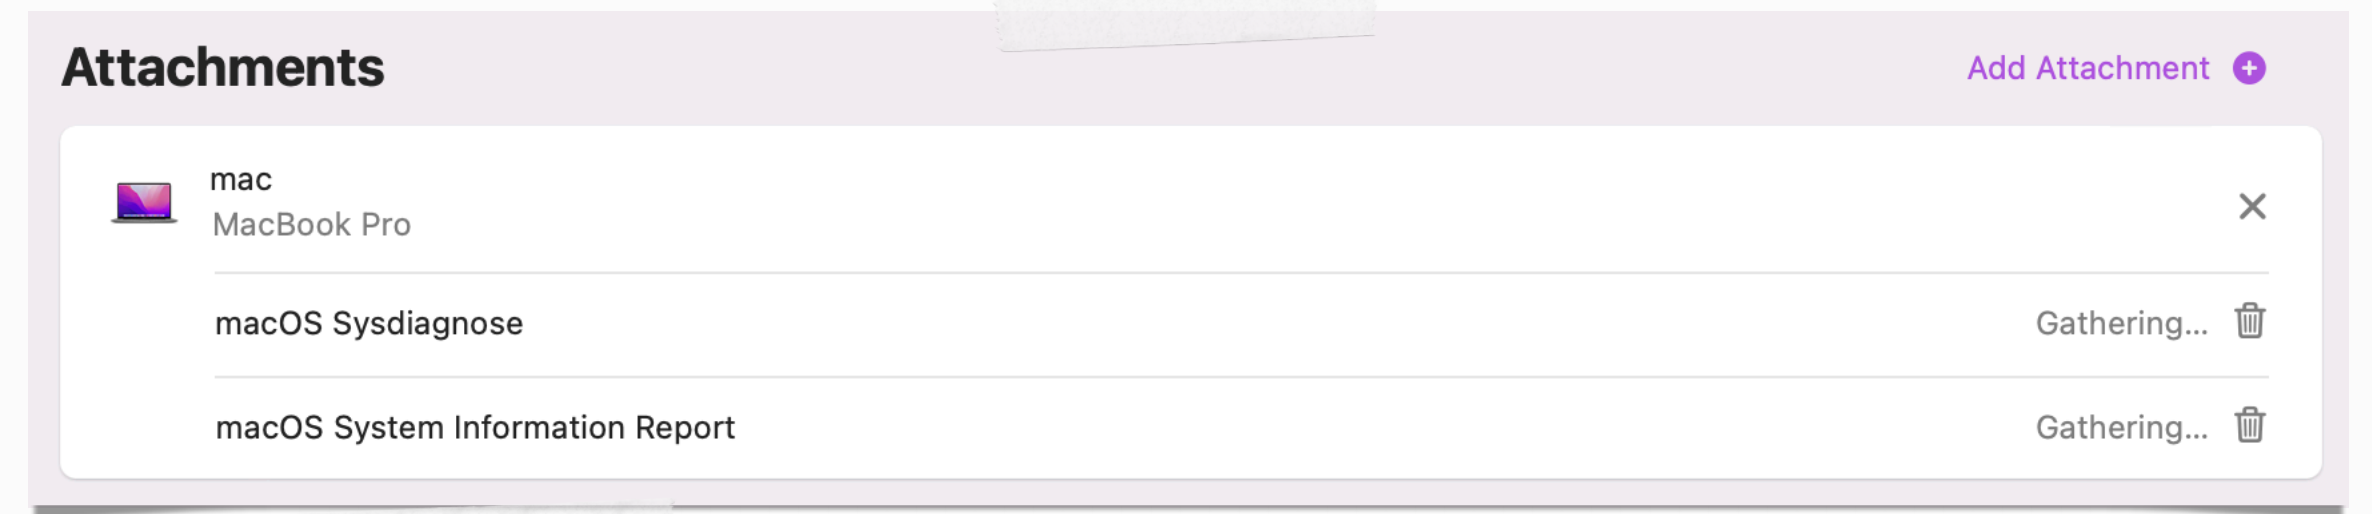 Attachments
Add Attachment
mac
MacBook Pro
macOS Sysdiagnose
Gathering...
macOS System Information Report
Gathering...